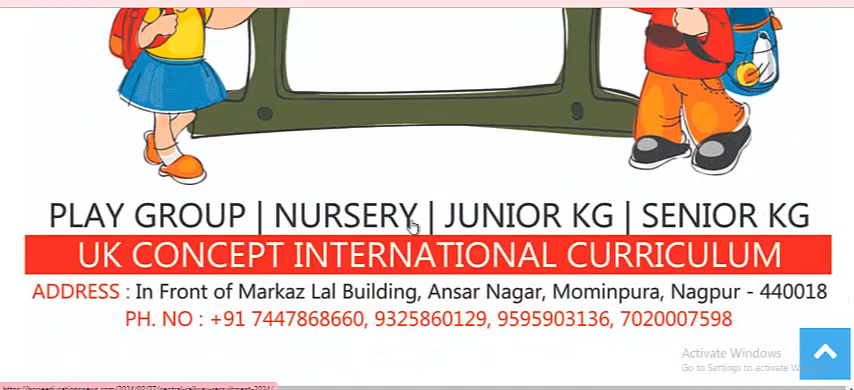 PLAY GROUP | NURSERY | JUNIOR KG | SENIOR KG
UK CONCEPT INTERNATIONAL CURRICULUM
ADDRESS : In Front of Markaz Lal Building, Ansar Nagar, Mominpura, Nagpur - 440018
PH. NO : +91 7447868660, 9325860129, 9595903136, 7020007598
Activate Windows
Go to Settings to activate W